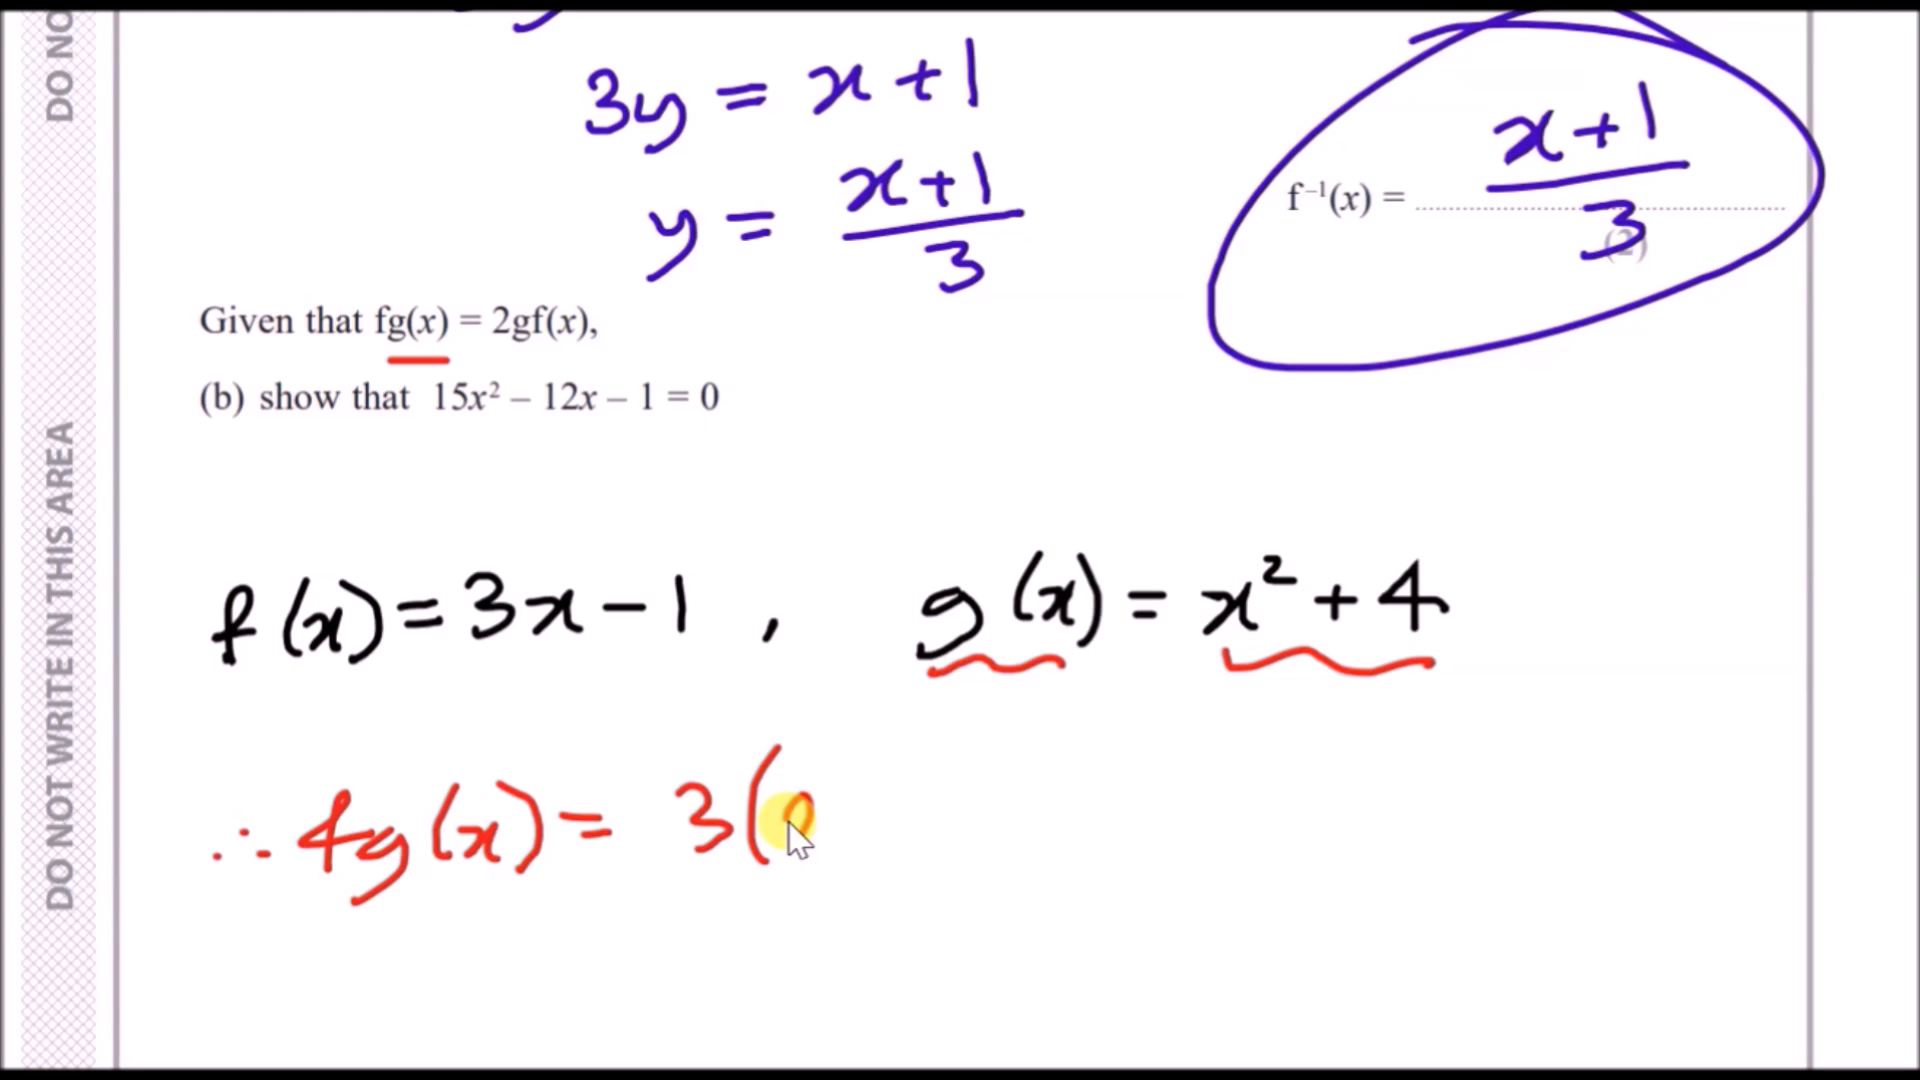 DO NO
3y = x + 1
y = x+1/3
f⁻¹(x) = x+1/3
(2)
Given that fg(x) = 2gf(x),
(b) show that 15x² – 12x – 1 = 0
DO NOT WRITE IN THIS AREA
f(x) = 3x – 1 , g(x) = x² + 4
∴ fg(x) = 3(